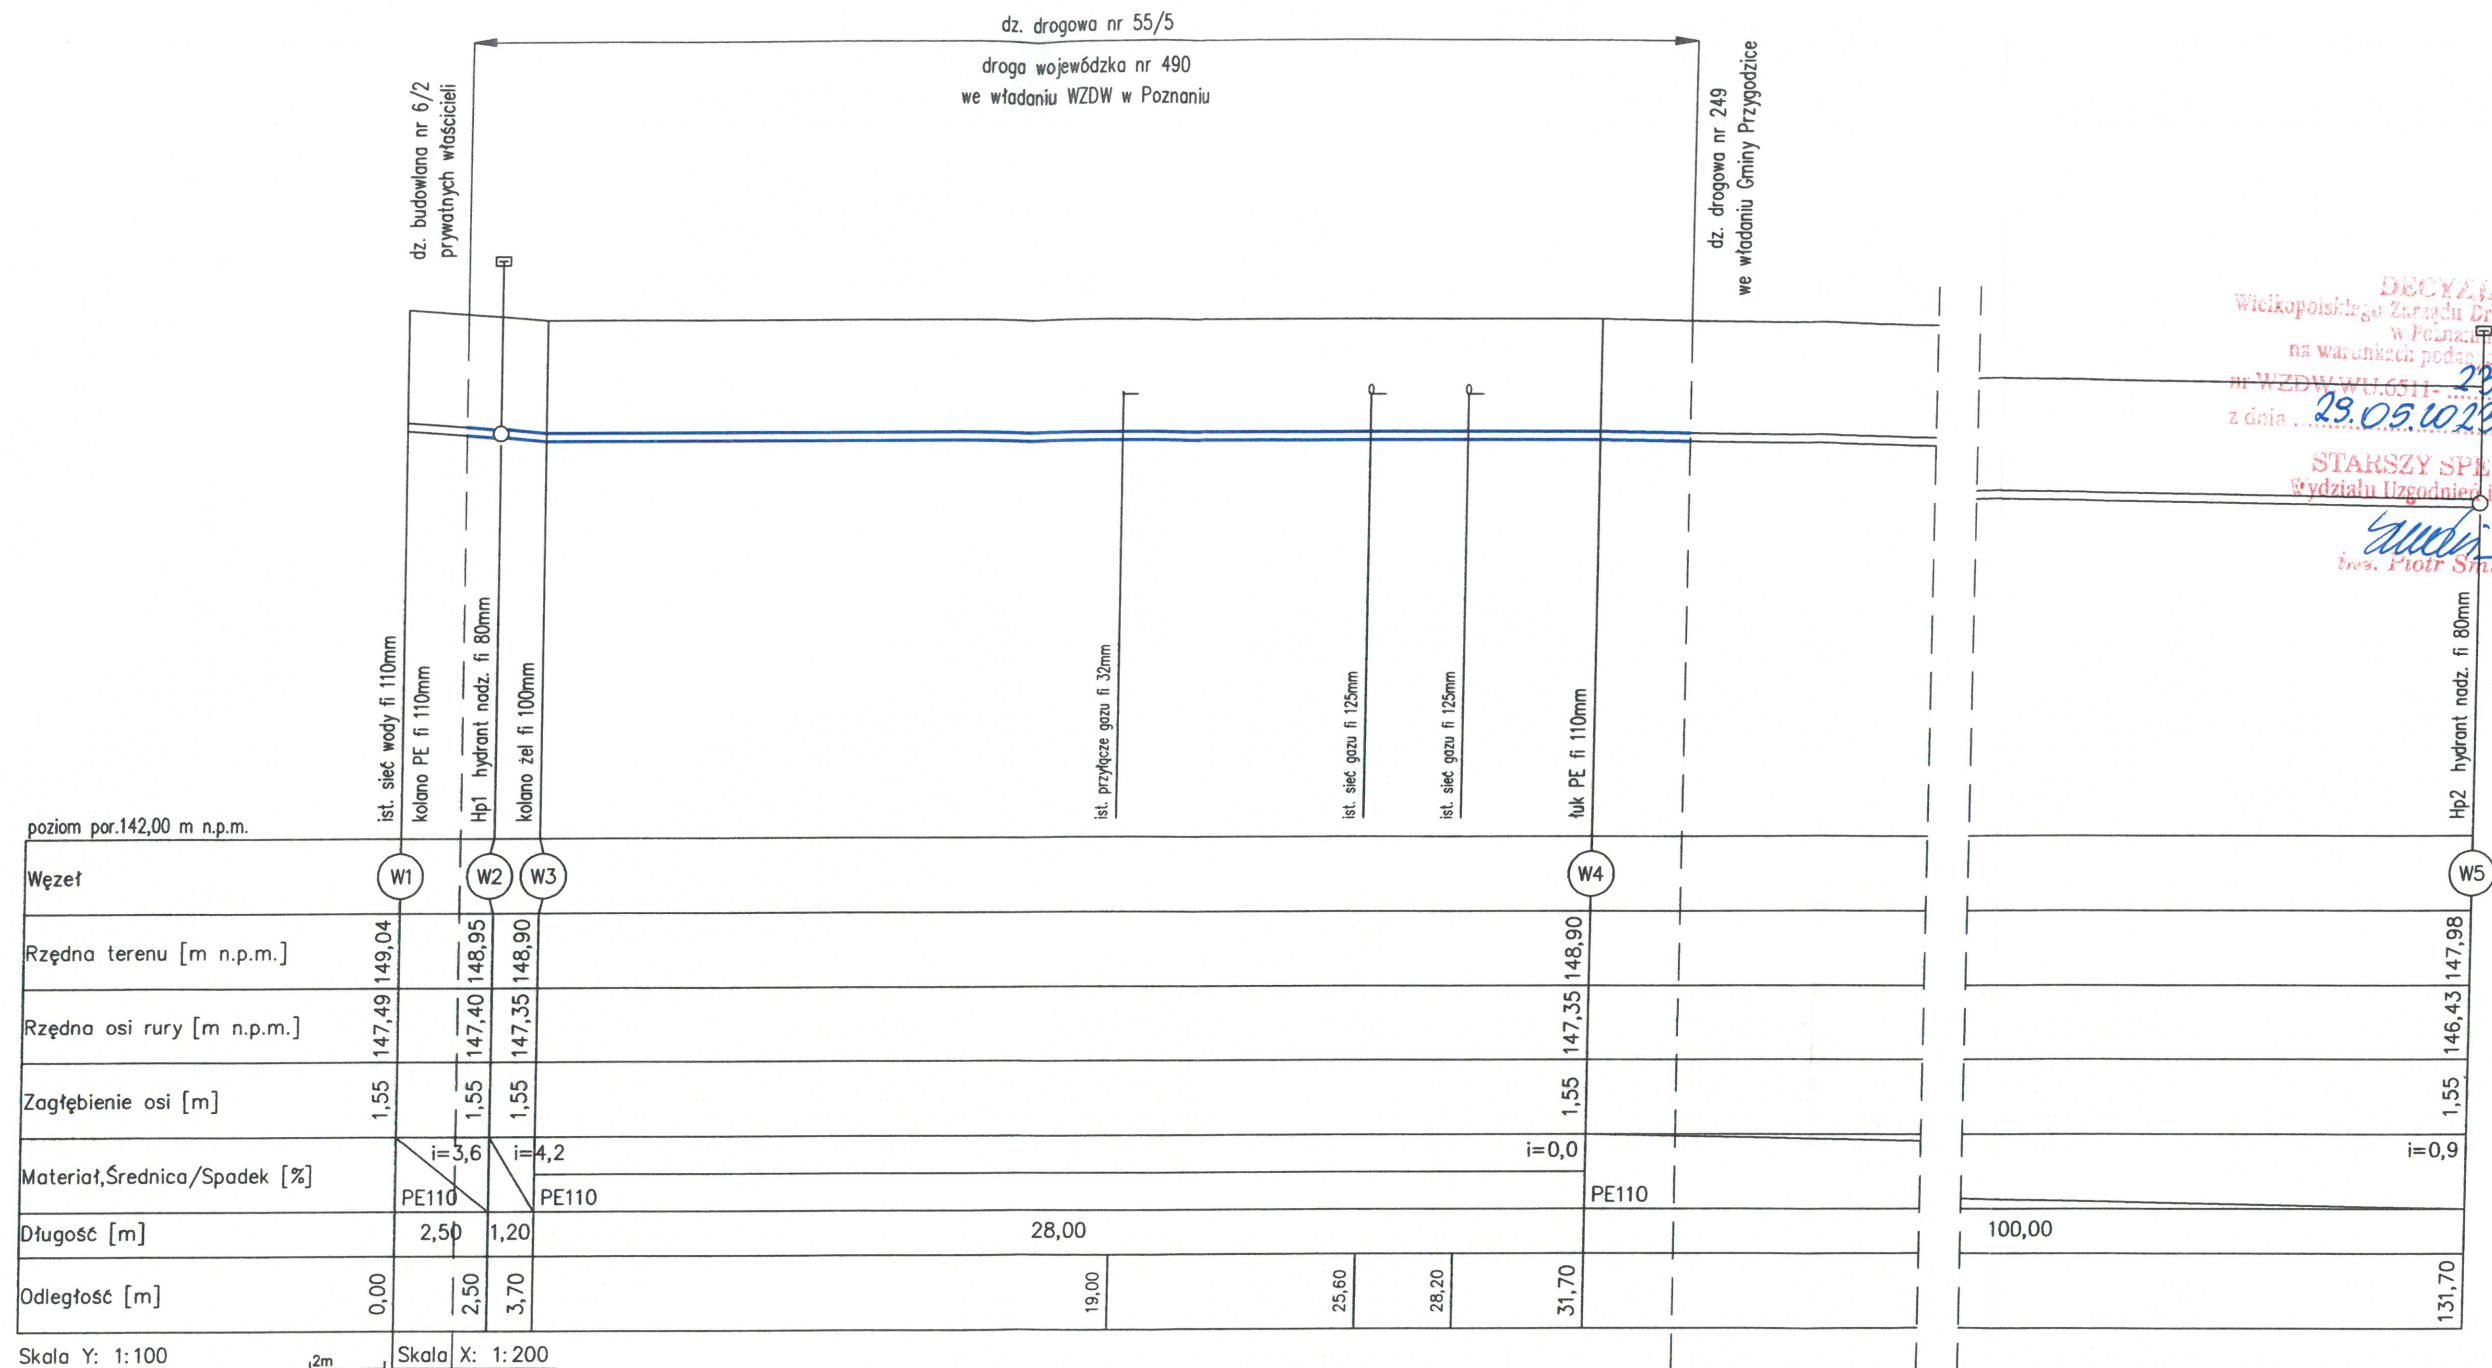 dz. drogowa nr 55/5
droga wojewódzka nr 490
we władaniu WZDW w Poznaniu
dz. budowlana nr 6/2
prywatnych właścicieli
dz. drogowa nr 249
we władaniu Gminy Przygodzice
Wielkopolskiego Zarządu
w
na warunkach
nr WZDW.WU.6511- 23
z dnia 29.05.202
STARSZY
Wydziału Uzgodnień i
Piotr
ist. sieć wody fi 110mm
kolano PE fi 110mm
Hp1 hydrant nadz. fi 80mm
kolano żel fi 100mm
ist. przyłącze gazu fi 32mm
ist. sieć gazu fi 125mm
ist. sieć gazu fi 125mm
łuk PE fi 110mm
Hp2 hydrant nadz. fi 80mm
poziom por.142,00 m n.p.m.
Węzeł W1 W2 W3 W4 W5
Rzędna terenu [m n.p.m.] 149,04 148,95 148,90 148,90 147,98
Rzędna osi rury [m n.p.m.] 147,49 147,40 147,35 147,35 146,43
Zagłębienie osi [m] 1,55 1,55 1,55 1,55 1,55
i=3,6 i=4,2 i=0,0 i=0,9
Materiał,Średnica/Spadek [%]
PE110 PE110 PE110
Długość [m] 2,50 1,20 28,00 100,00
Odległość [m] 0,00 2,50 3,70 19,00 25,60 28,20 31,70 131,70
Skala Y: 1:100 2m Skala X: 1:200